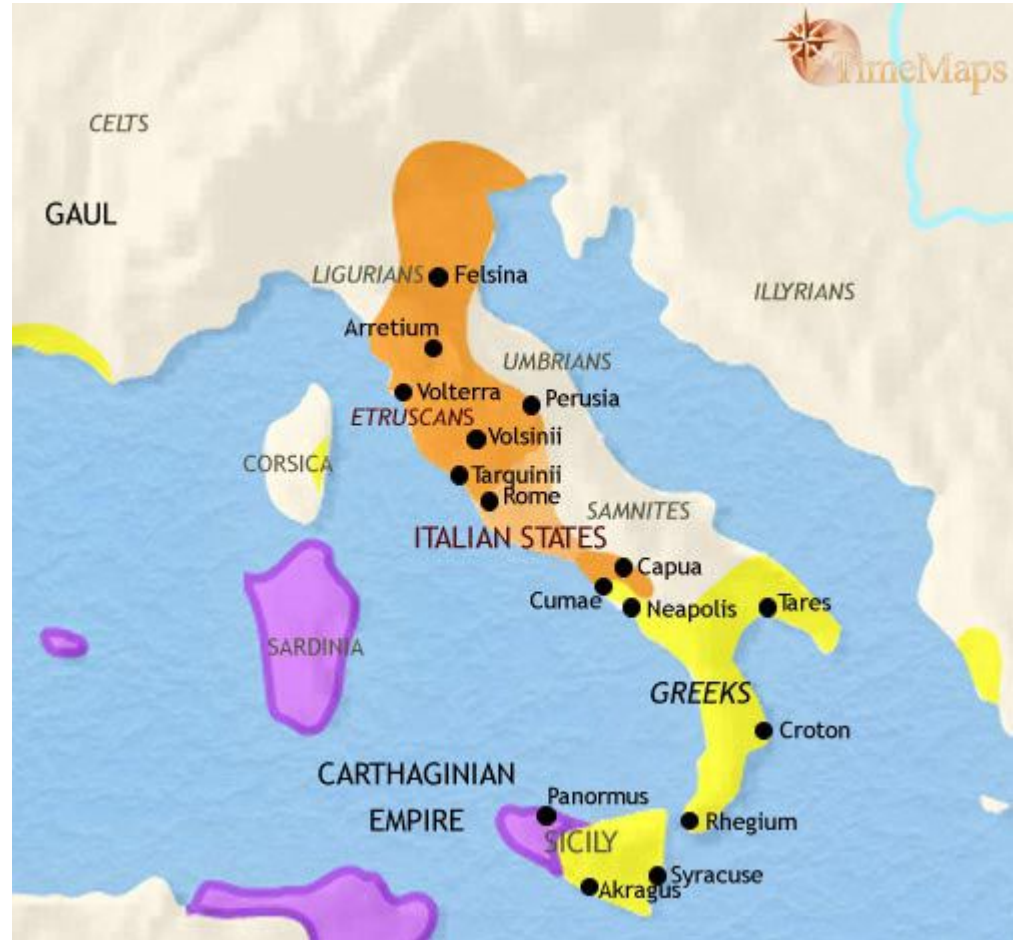 TimeMaps
CELTS
GAUL
LIGURIANS
Felsina
ILLYRIANS
Arretium
UMBRIANS
Volterra
Perusia
ETRUSCANS
Volsinii
CORSICA
Tarquinii
Rome
SAMNITES
ITALIAN STATES
Capua
Cumae
Neapolis
Tares
SARDINIA
GREEKS
Croton
CARTHAGINIAN
EMPIRE
Panormus
Rhegium
SICILY
Syracuse
Akragus